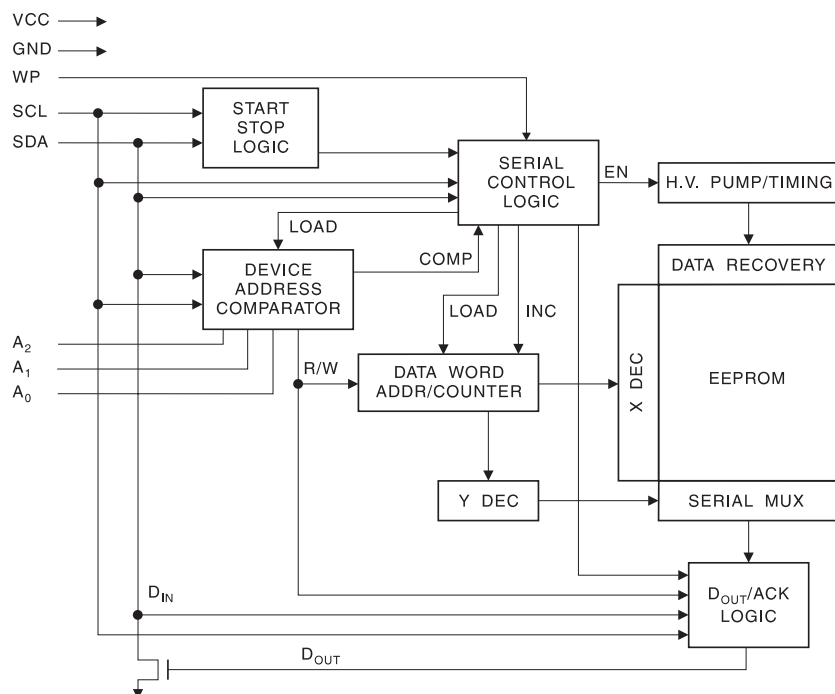 VCC
GND
WP
SCL
SDA
START
STOP
LOGIC
SERIAL
CONTROL
LOGIC
EN
H.V. PUMP/TIMING
LOAD
COMP
DEVICE
ADDRESS
COMPARATOR
DATA RECOVERY
LOAD
INC
A2
A1
A0
R/W
DATA WORD
ADDR/COUNTER
X DEC
EEPROM
Y DEC
SERIAL MUX
DIN
DOUT/ACK
LOGIC
DOUT